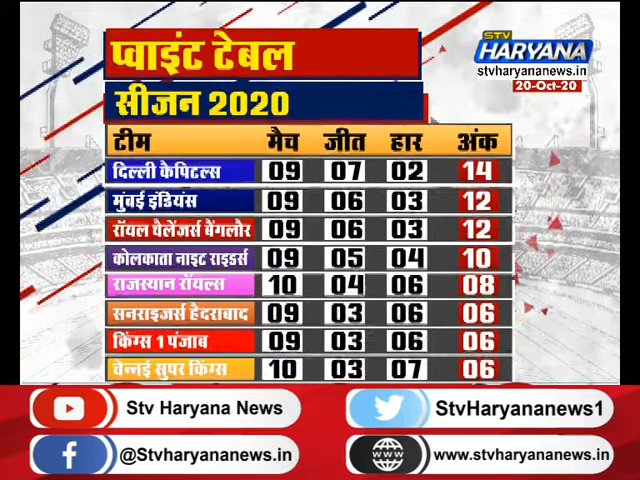 प्वाइंट टेबल
STV
HARYANA
stvharyananews.in
20-Oct-20
सीजन 2020
टीम मैच जीत हार अंक
दिल्ली कैपिटल्स 09 07 02 14
मुंबई इंडियंस 09 06 03 12
रॉयल चैलेंजर्स बैंगलौर 09 06 03 12
कोलकाता नाइट राइडर्स 09 05 04 10
राजस्थान रॉयल्स 10 04 06 08
सनराइजर्स हैदराबाद 09 03 06 06
किंग्स 1 पंजाब 09 03 06 06
चेन्नई सुपर किंग्स 10 03 07 06
Stv Haryana News StvHaryananews1
@Stvharyananews.in www.stvharyananews.in